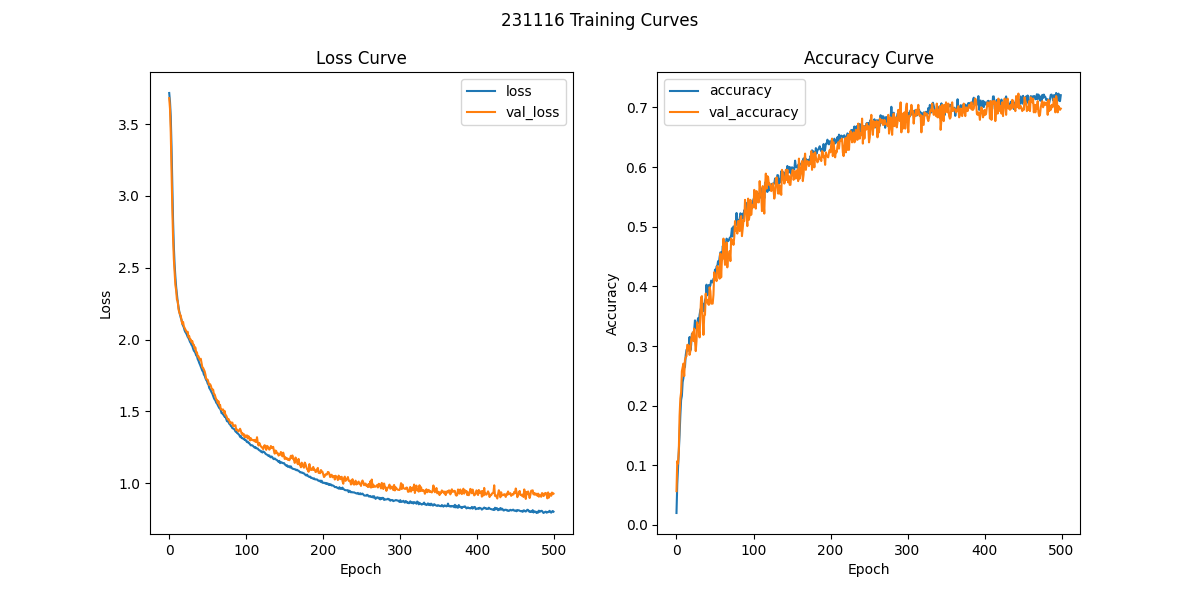 231116 Training Curves
Loss Curve
loss
val_loss
3.5
3.0
2.5
2.0
1.5
1.0
Loss
0 100 200 300 400 500
Epoch
Accuracy Curve
accuracy
val_accuracy
0.7
0.6
0.5
0.4
0.3
0.2
0.1
0.0
Accuracy
0 100 200 300 400 500
Epoch